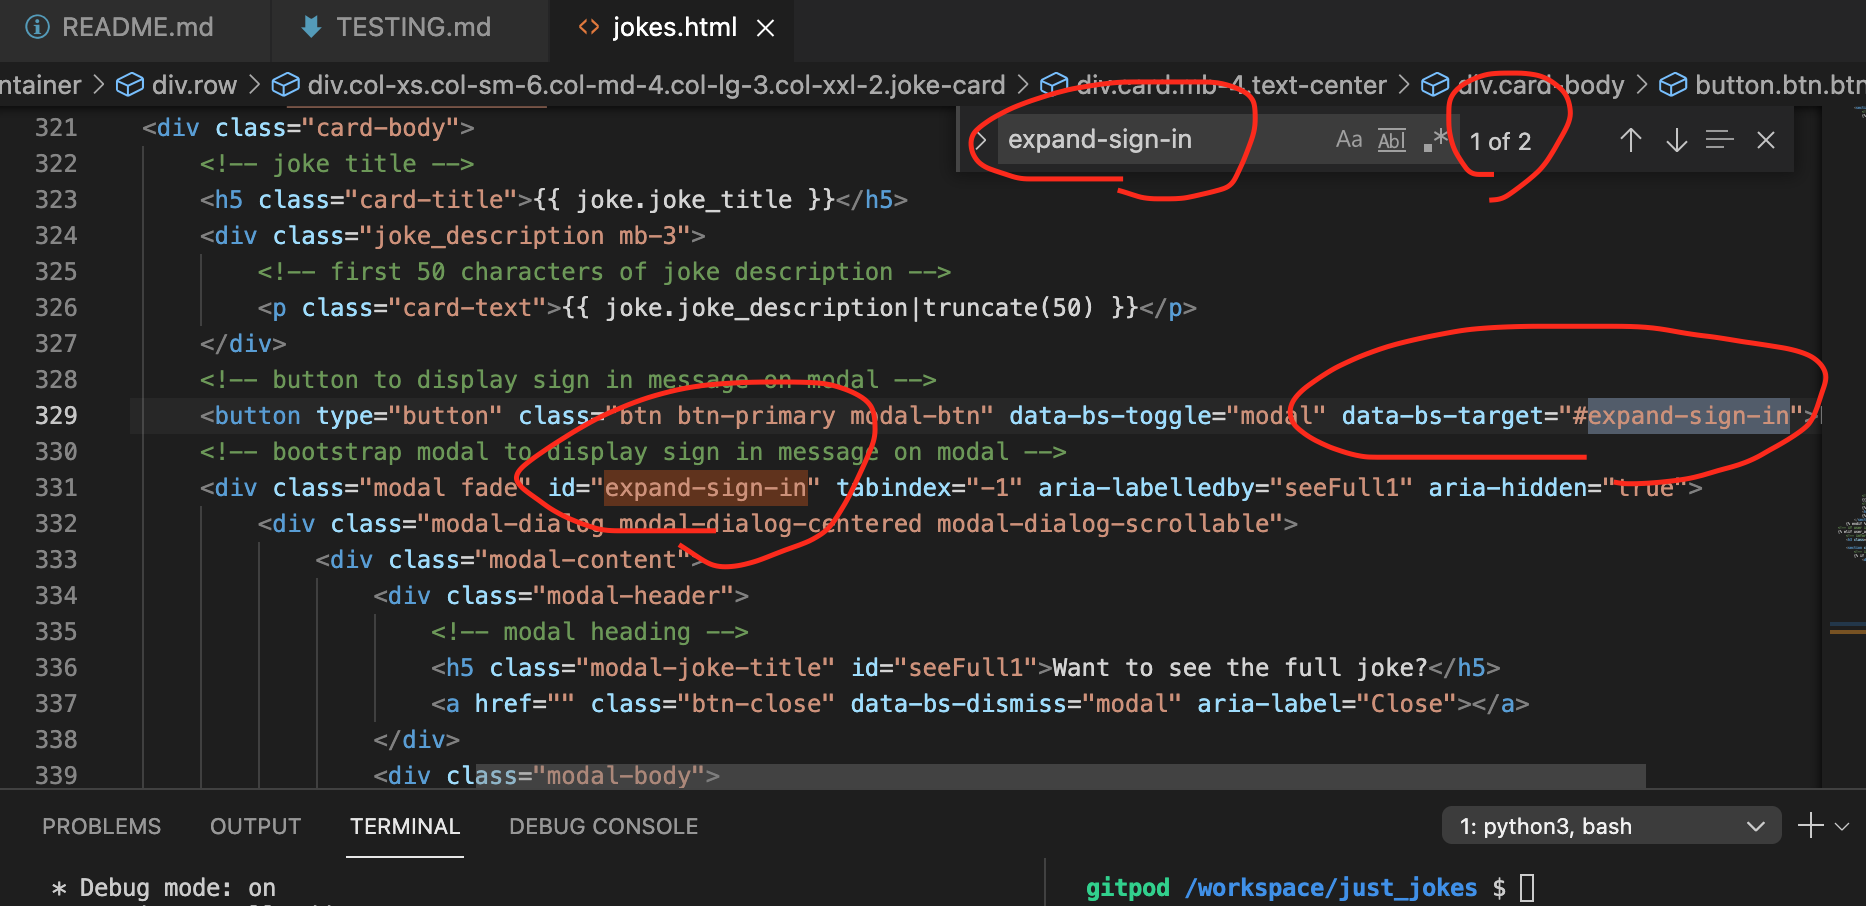 README.md TESTING.md <> jokes.html
ntainer > div.row > div.col-xs.col-sm-6.col-md-4.col-lg-3.col-xxl-2.joke-card > div.card.mb-4.text-center > div.card-body > button.btn.btn
expand-sign-in Aa Abl .* 1 of 2
321 <div class="card-body">
322 <!-- joke title -->
323 <h5 class="card-title">{{ joke.joke_title }}</h5>
324 <div class="joke_description mb-3">
325 <!-- first 50 characters of joke description -->
326 <p class="card-text">{{ joke.joke_description|truncate(50) }}</p>
327 </div>
328 <!-- button to display sign in message on modal -->
329 <button type="button" class="btn btn-primary modal-btn" data-bs-toggle="modal" data-bs-target="#expand-sign-in">
330 <!-- bootstrap modal to display sign in message on modal -->
331 <div class="modal fade" id="expand-sign-in" tabindex="-1" aria-labelledby="seeFull1" aria-hidden="true">
332 <div class="modal-dialog modal-dialog-centered modal-dialog-scrollable">
333 <div class="modal-content">
334 <div class="modal-header">
335 <!-- modal heading -->
336 <h5 class="modal-joke-title" id="seeFull1">Want to see the full joke?</h5>
337 <a href="" class="btn-close" data-bs-dismiss="modal" aria-label="Close"></a>
338 </div>
339 <div class="modal-body">
PROBLEMS OUTPUT TERMINAL DEBUG CONSOLE 1: python3, bash
* Debug mode: on
gitpod /workspace/just_jokes $